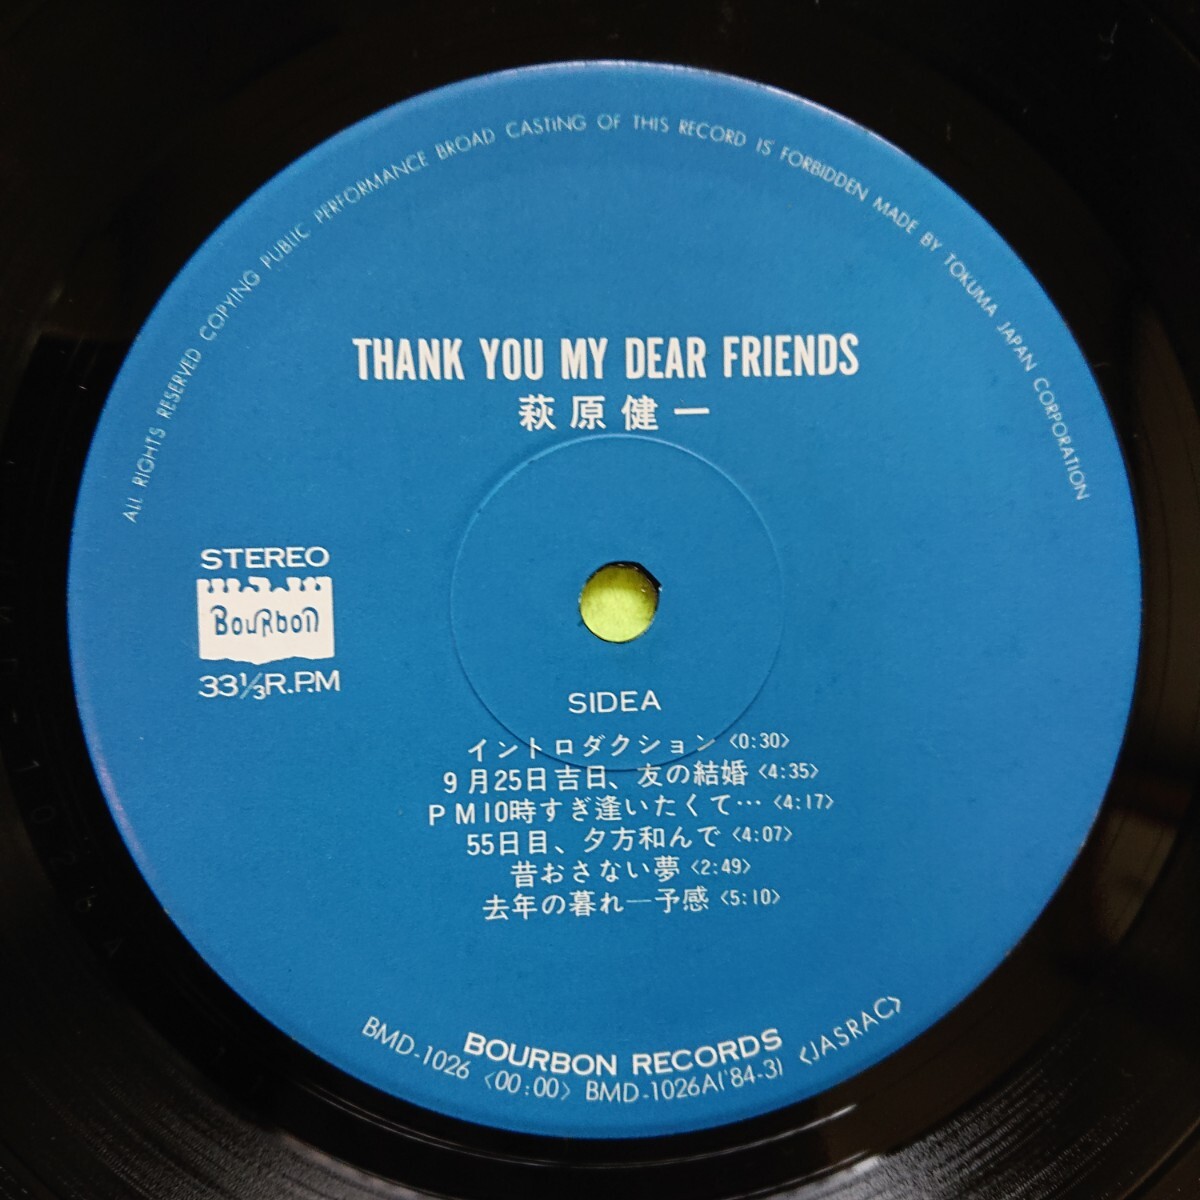 ALL RIGHTS RESERVED COPYING PUBLIC PERFORMANCE BROAD CASTING OF THIS RECORD IS FORBIDDEN MADE BY TOKUMA JAPAN CORPORATION
THANK YOU MY DEAR FRIENDS
萩原健一
STEREO
BouRbon
33⅓R.P.M
SIDE A
イントロダクション〈0:30〉
9月25日吉日、友の結婚〈4:35〉
PM10時すぎ逢いたくて…〈4:17〉
55日目、夕方和んで〈4:07〉
昔おさない夢〈2:49〉
去年の暮れ―予感〈5:10〉
BOURBON RECORDS
BMD-1026 〈00:00〉 BMD-1026A('84-3) 〈JASRAC〉